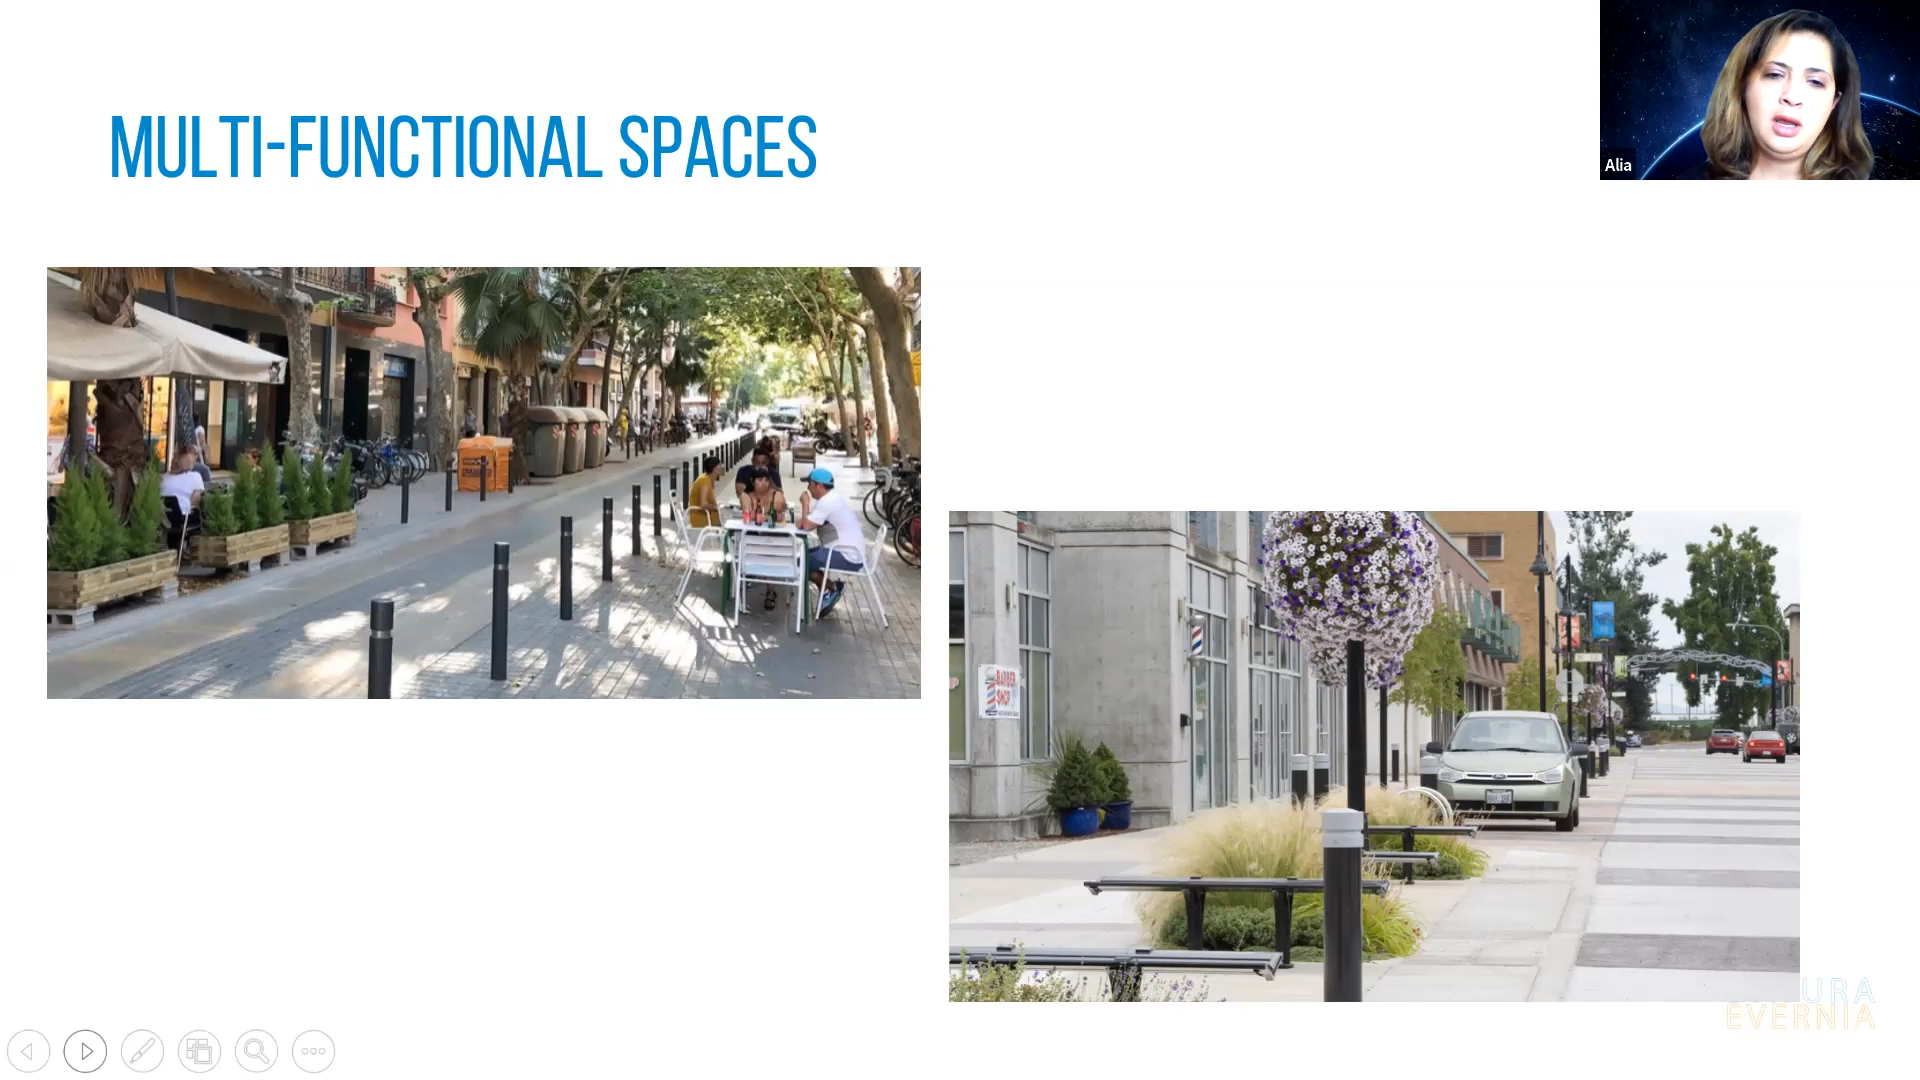 MULTI-FUNCTIONAL SPACES
Alia
BARBER
SHOP
URA
EVERNIA